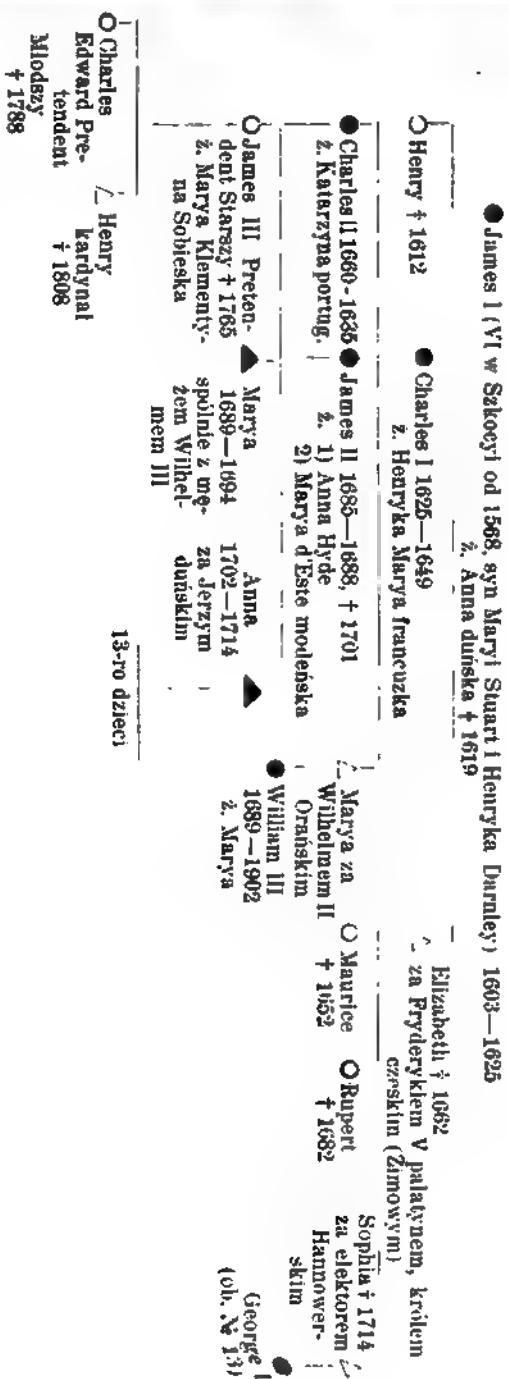 James I (VI w Szkocyi od 1568, syn Maryi Stuart i Henryka Darnley) 1603—1625
ż. Anna duńska † 1619
Henry † 1612
Charles I 1625—1649
ż. Henryka Marya francuzka
Elizabeth † 1662
za Fryderykiem V palatynem, królem
czeskim (Zimowym)
Charles II 1660-1685
ż. Katarzyna portug.
James II 1685—1688, † 1701
ż. 1) Anna Hyde
2) Marya d'Este modeńska
Marya za
Wilhelmem II
Orańskim
Maurice
† 1652
Rupert
† 1682
Sophia † 1714
za elektorem
Hannower-
skim
James III Preten-
dent Starszy † 1765
ż. Marya Klementy-
na Sobieska
Marya
1689—1694
spólnie z mę-
żem Wilhel-
mem III
Anna
1702—1714
za Jerzym
duńskim
William III
1689—1902
ż. Marya
George I
(ob. № 13)
13-ro dzieci
Charles
Edward Pre-
tendent
Młodszy
† 1788
Henry
kardynał
† 1808